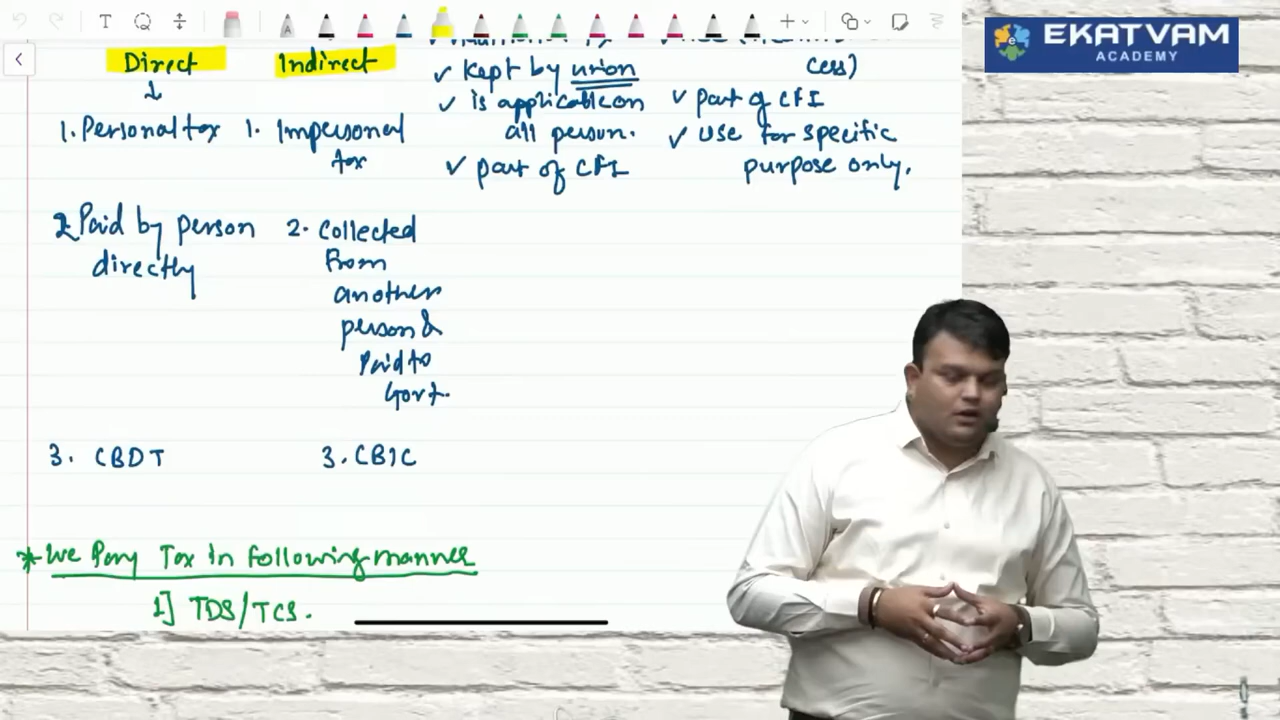 EKATVAM
ACADEMY
Direct
Indirect
1. Personal tax
1. Impersonal
tax
2. Paid by person
directly
2. Collected
From
another
person &
Paid to
Govt.
3. CBDT
3. CBIC
✓ Kept by union
✓ is applicable on
all person.
✓ part of CFI
cess)
✓ part of CFI
✓ use for specific
purpose only.
* We Pay Tax in following manner
1] TDS/TCS.